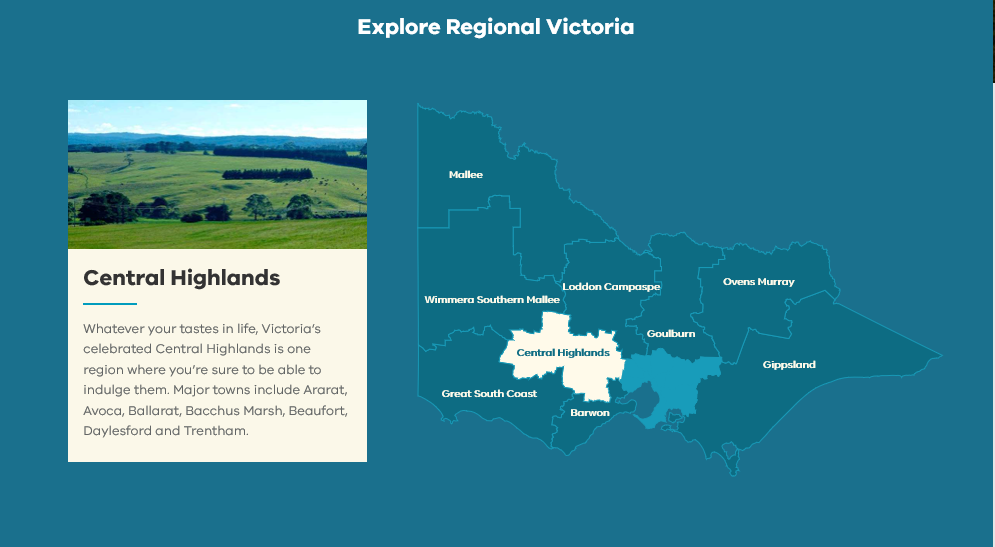 Explore Regional Victoria
Central Highlands
Whatever your tastes in life, Victoria's
celebrated Central Highlands is one
region where you're sure to be able to
indulge them. Major towns include Ararat,
Avoca, Ballarat, Bacchus Marsh, Beaufort,
Daylesford and Trentham.
Mallee
Ovens Murray
Loddon Campaspe
Wimmera Southern Mallee
Goulburn
Central Highlands
Gippsland
Great South Coast
Barwon